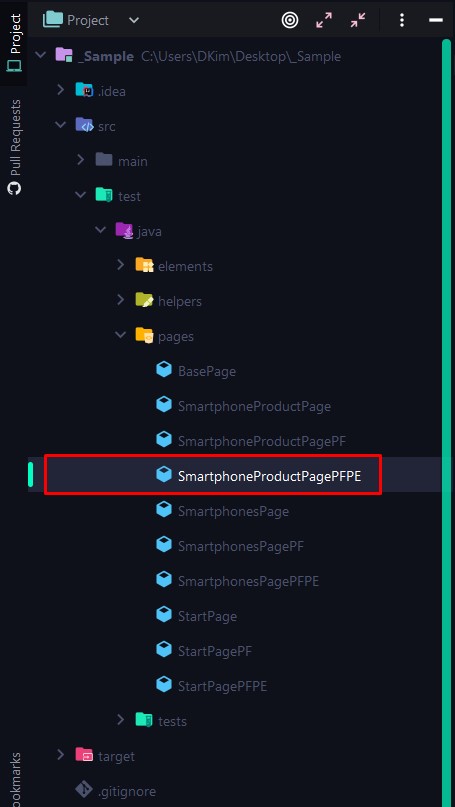 Project
Project
Pull Requests
ookmarks
_Sample C:\Users\DKim\Desktop\_Sample
.idea
src
main
test
java
elements
helpers
pages
BasePage
SmartphoneProductPage
SmartphoneProductPagePF
SmartphoneProductPagePFPE
SmartphonesPage
SmartphonesPagePF
SmartphonesPagePFPE
StartPage
StartPagePF
StartPagePFPE
tests
target
.gitignore